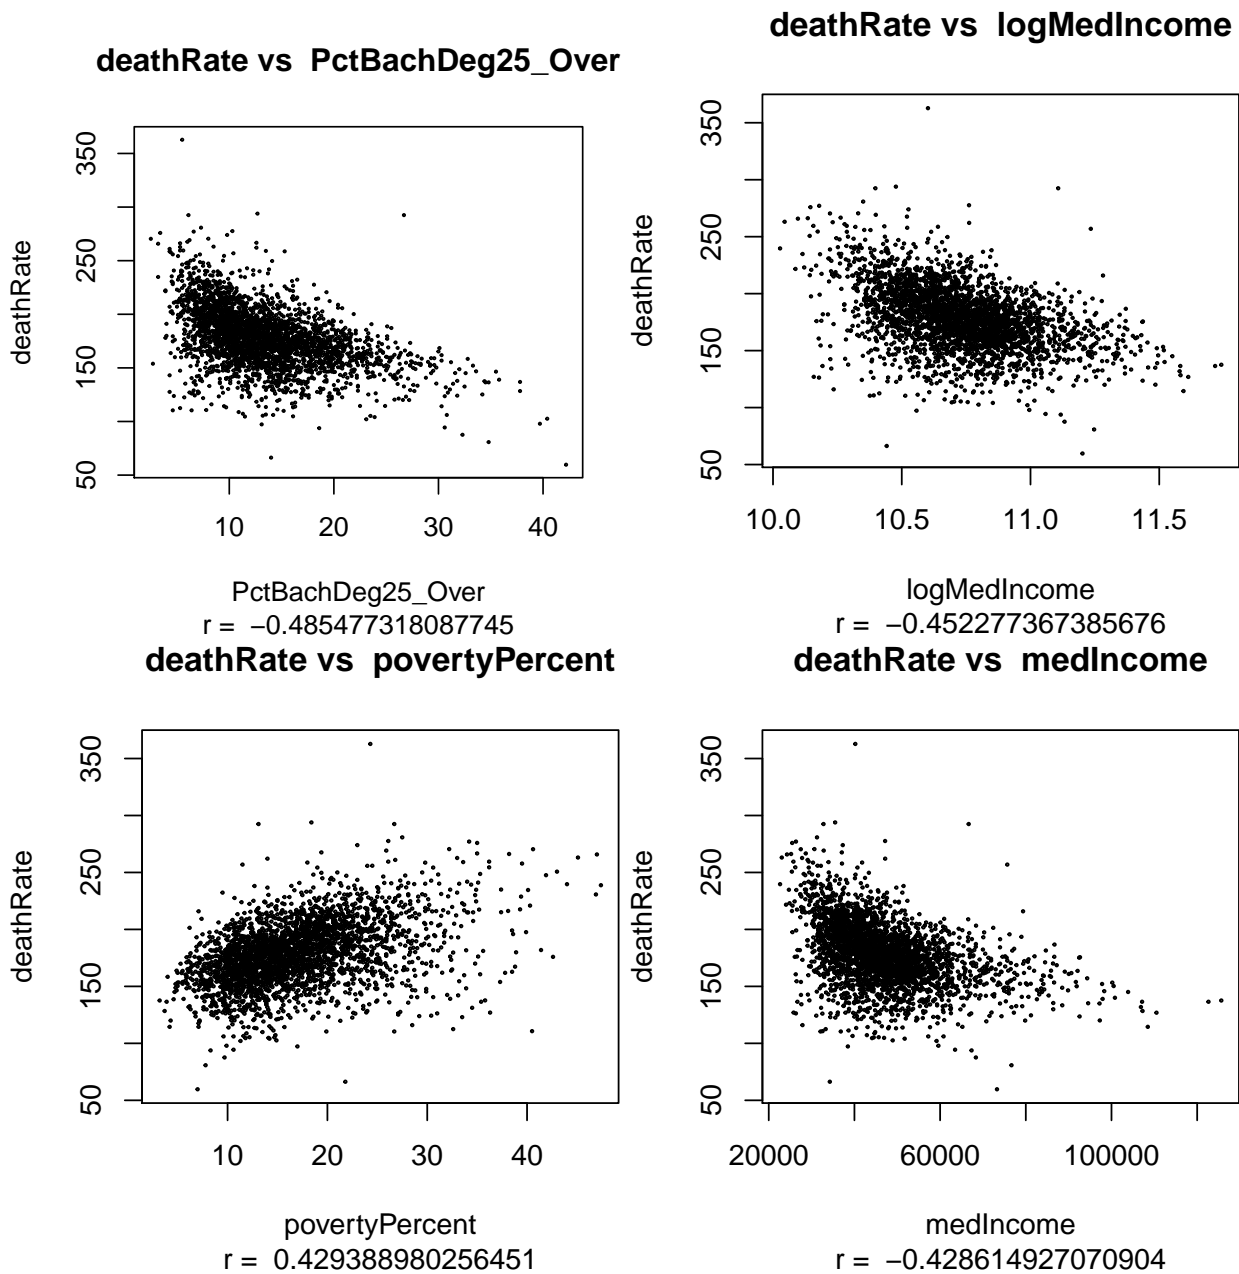 deathRate vs  PctBachDeg25_Over
deathRate
350
250
150
50
10
20
30
40
PctBachDeg25_Over
r =  −0.485477318087745
deathRate vs  logMedIncome
deathRate
350
250
150
50
10.0
10.5
11.0
11.5
logMedIncome
r =  −0.452277367385676
deathRate vs  povertyPercent
deathRate
350
250
150
50
10
20
30
40
povertyPercent
r =  0.429388980256451
deathRate vs  medIncome
deathRate
350
250
150
50
20000
60000
100000
medIncome
r =  −0.428614927070904